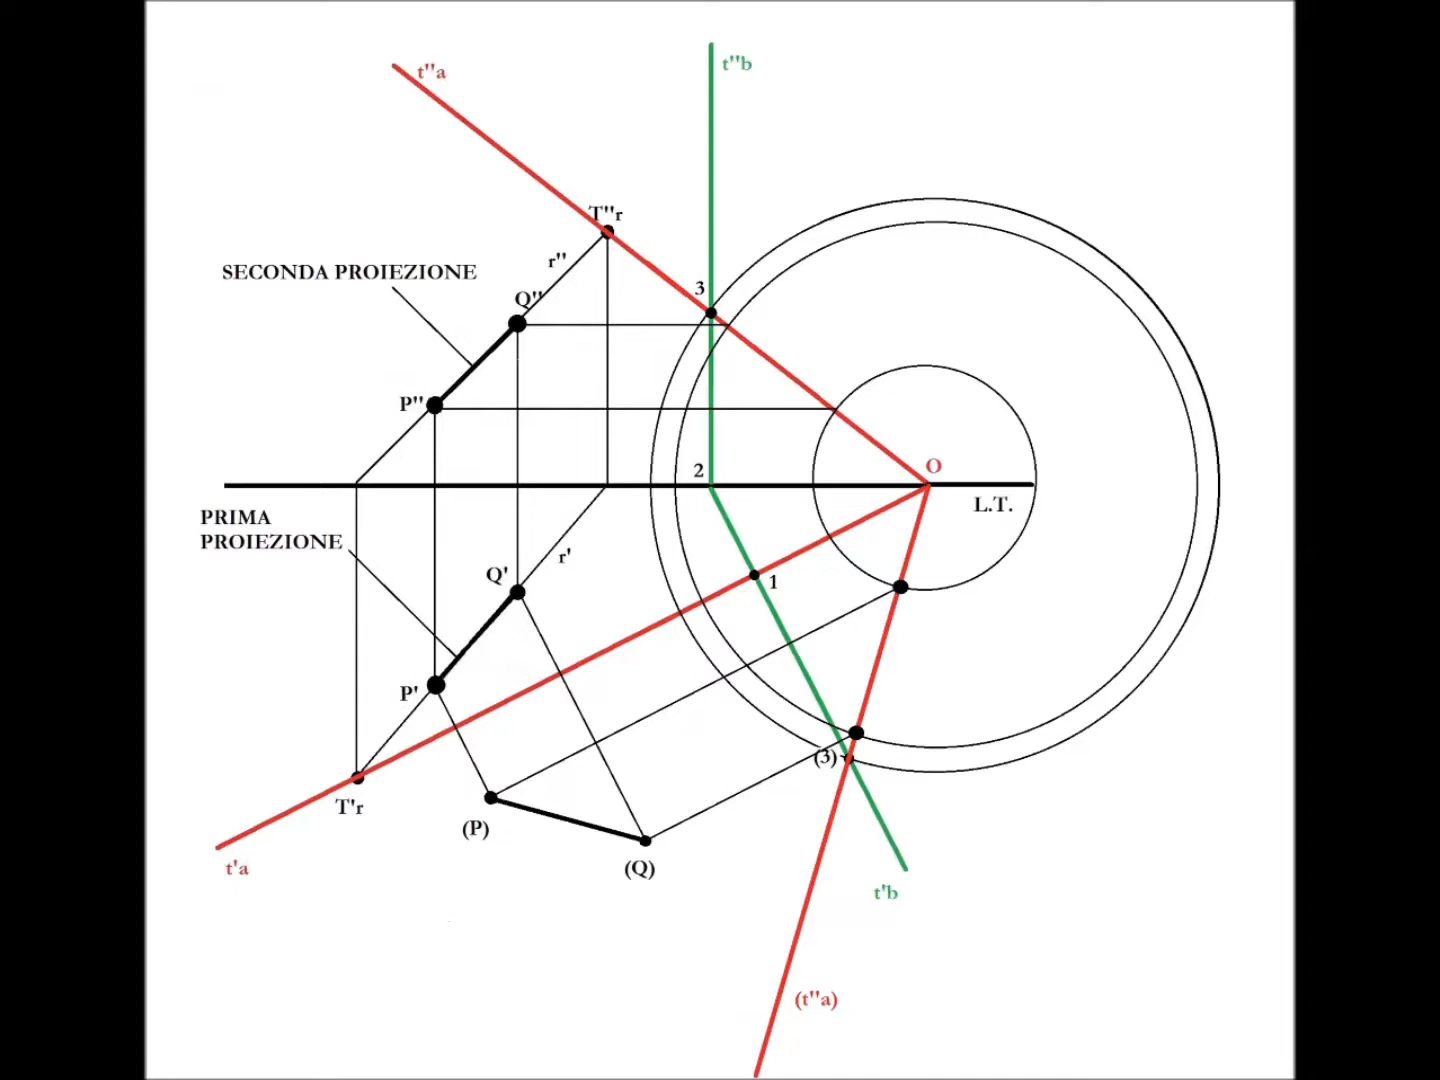 t"a
t"b
T"r
r"
SECONDA PROIEZIONE
3
Q"
P"
O
2
L.T.
PRIMA
PROIEZIONE
r'
Q'
1
P'
(3)
T'r
(P)
t'a
(Q)
t'b
(t"a)